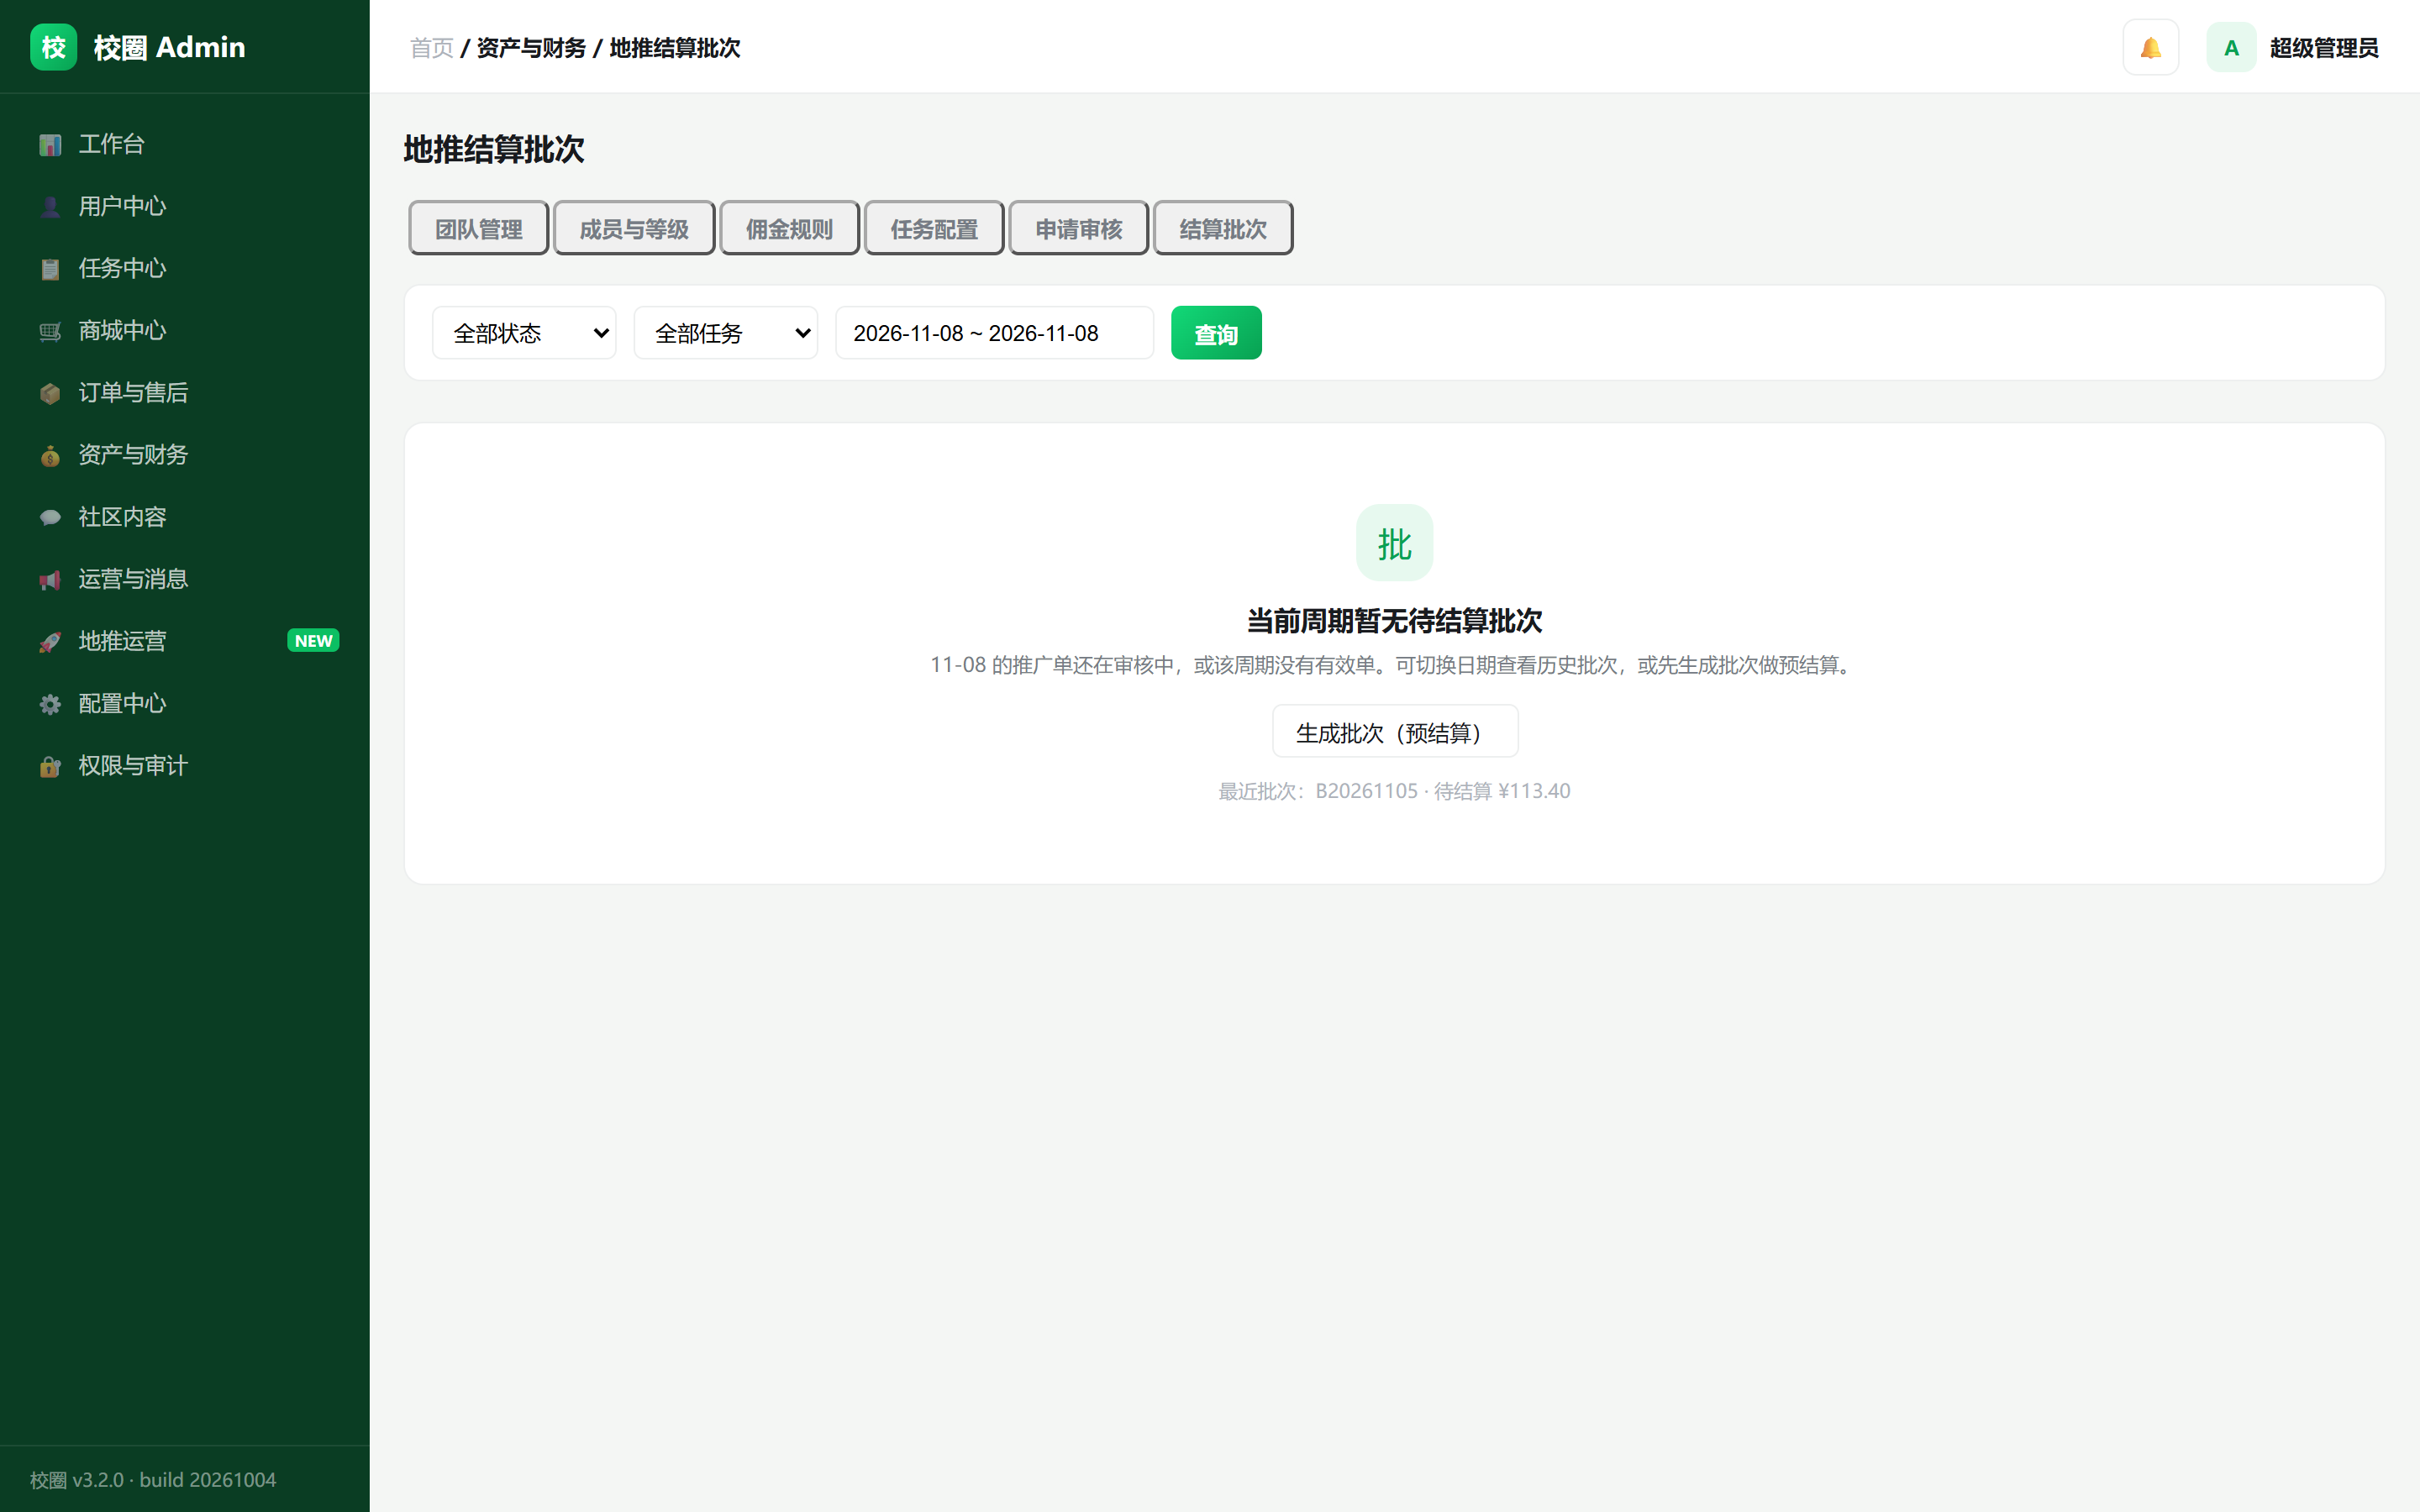 校 校圈 Admin
首页 / 资产与财务 / 地推结算批次
A 超级管理员
工作台
用户中心
任务中心
商城中心
订单与售后
资产与财务
社区内容
运营与消息
地推运营 NEW
配置中心
权限与审计
校圈 v3.2.0 · build 20261004
地推结算批次
团队管理 成员与等级 佣金规则 任务配置 申请审核 结算批次
全部状态 全部任务 2026-11-08 ~ 2026-11-08 查询
批
当前周期暂无待结算批次
11-08 的推广单还在审核中，或该周期没有有效单。可切换日期查看历史批次，或先生成批次做预结算。
生成批次（预结算）
最近批次：B20261105 · 待结算 ¥113.40